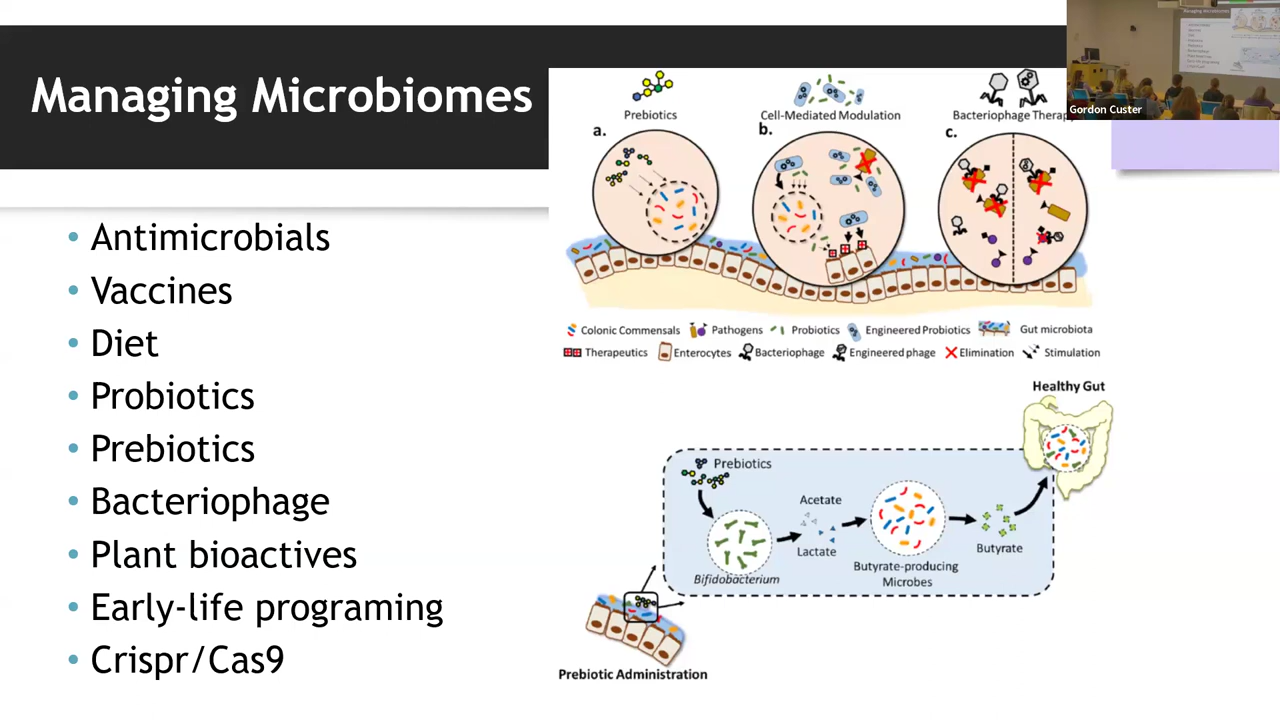 Managing Microbiomes
• Antimicrobials
• Vaccines
• Diet
• Probiotics
• Prebiotics
• Bacteriophage
• Plant bioactives
• Early-life programing
• Crispr/Cas9
Prebiotics
Cell-Mediated Modulation
Bacteriophage
a.
b.
c.
Colonic Commensals
Pathogens
Probiotics
Engineered Probiotics
Gut microbiota
Therapeutics
Enterocytes
Bacteriophage
Engineered phage
Elimination
Stimulation
Healthy Gut
Prebiotics
Bifidobacterium
Acetate
Lactate
Butyrate-producing
Microbes
Butyrate
Prebiotic Administration
Gordon Custer
Managing Microbiomes